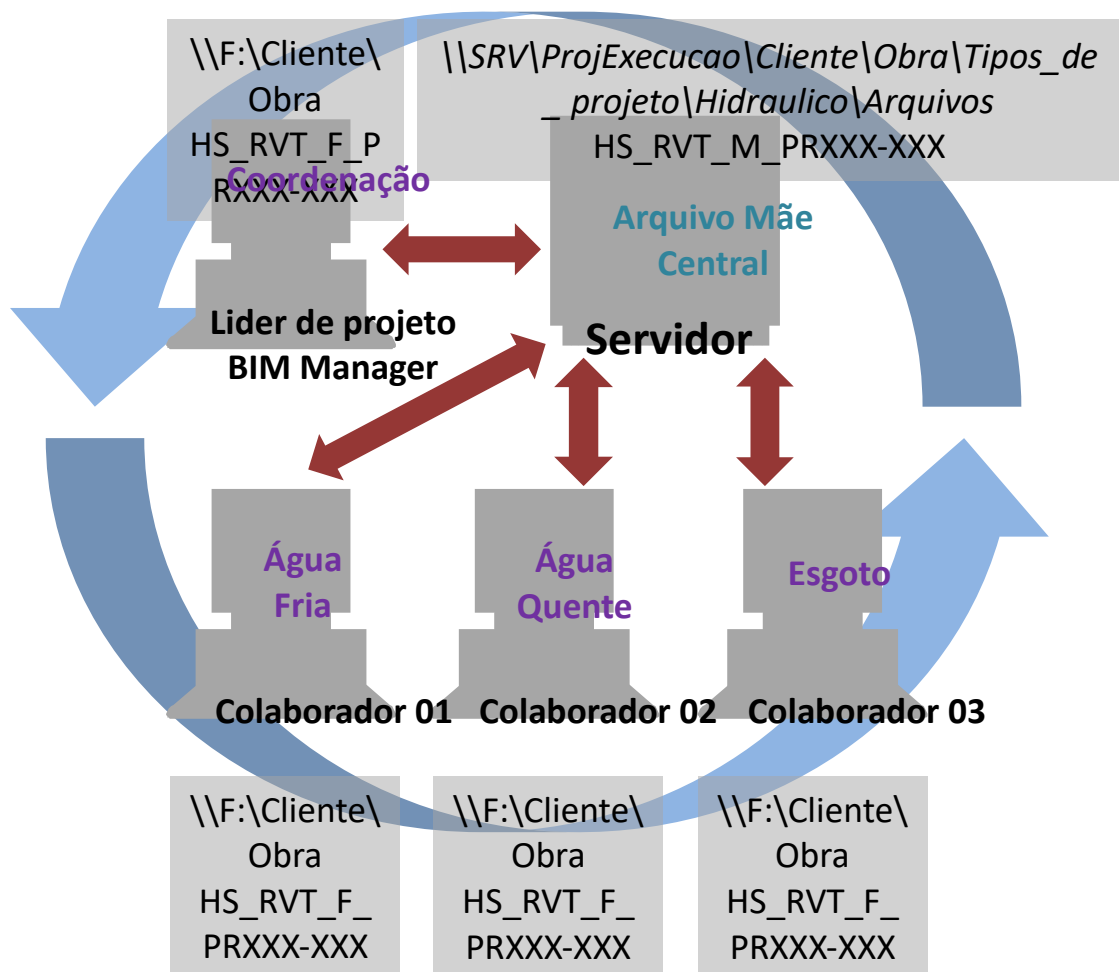 \\F:\Cliente\
Obra
HS_RVT_F_P
RXXX-XXX
\\SRV\ProjExecucao\Cliente\Obra\Tipos_de
_ projeto\Hidraulico\Arquivos
HS_RVT_M_PRXXX-XXX
Coordenação
Arquivo Mãe
Central
Lider de projeto
BIM Manager
Servidor
Água
Fria
Água
Quente
Esgoto
Colaborador 01
Colaborador 02
Colaborador 03
\\F:\Cliente\
Obra
HS_RVT_F_
PRXXX-XXX
\\F:\Cliente\
Obra
HS_RVT_F_
PRXXX-XXX
\\F:\Cliente\
Obra
HS_RVT_F_
PRXXX-XXX